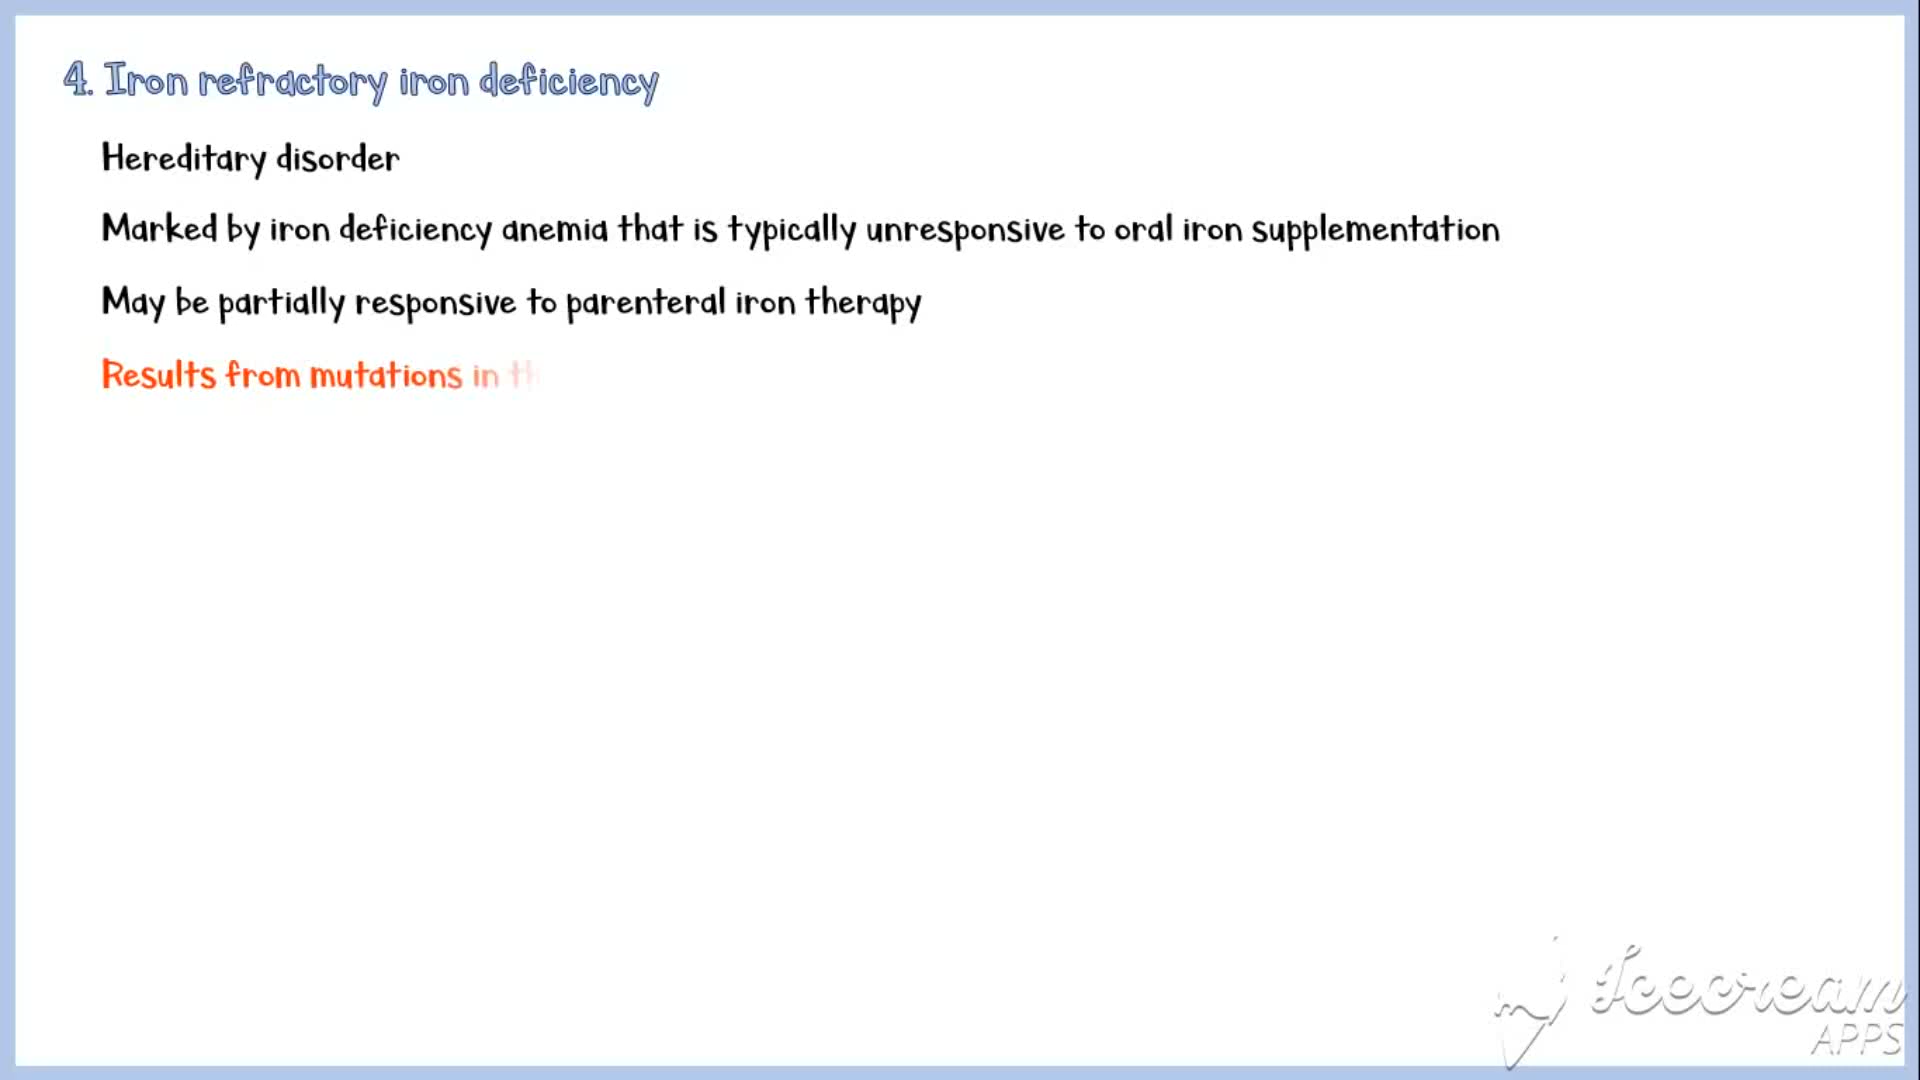 4. Iron refractory iron deficiency
Hereditary disorder
Marked by iron deficiency anemia that is typically unresponsive to oral iron supplementation
May be partially responsive to parenteral iron therapy
Results from mutations in th
Icecream
APPS